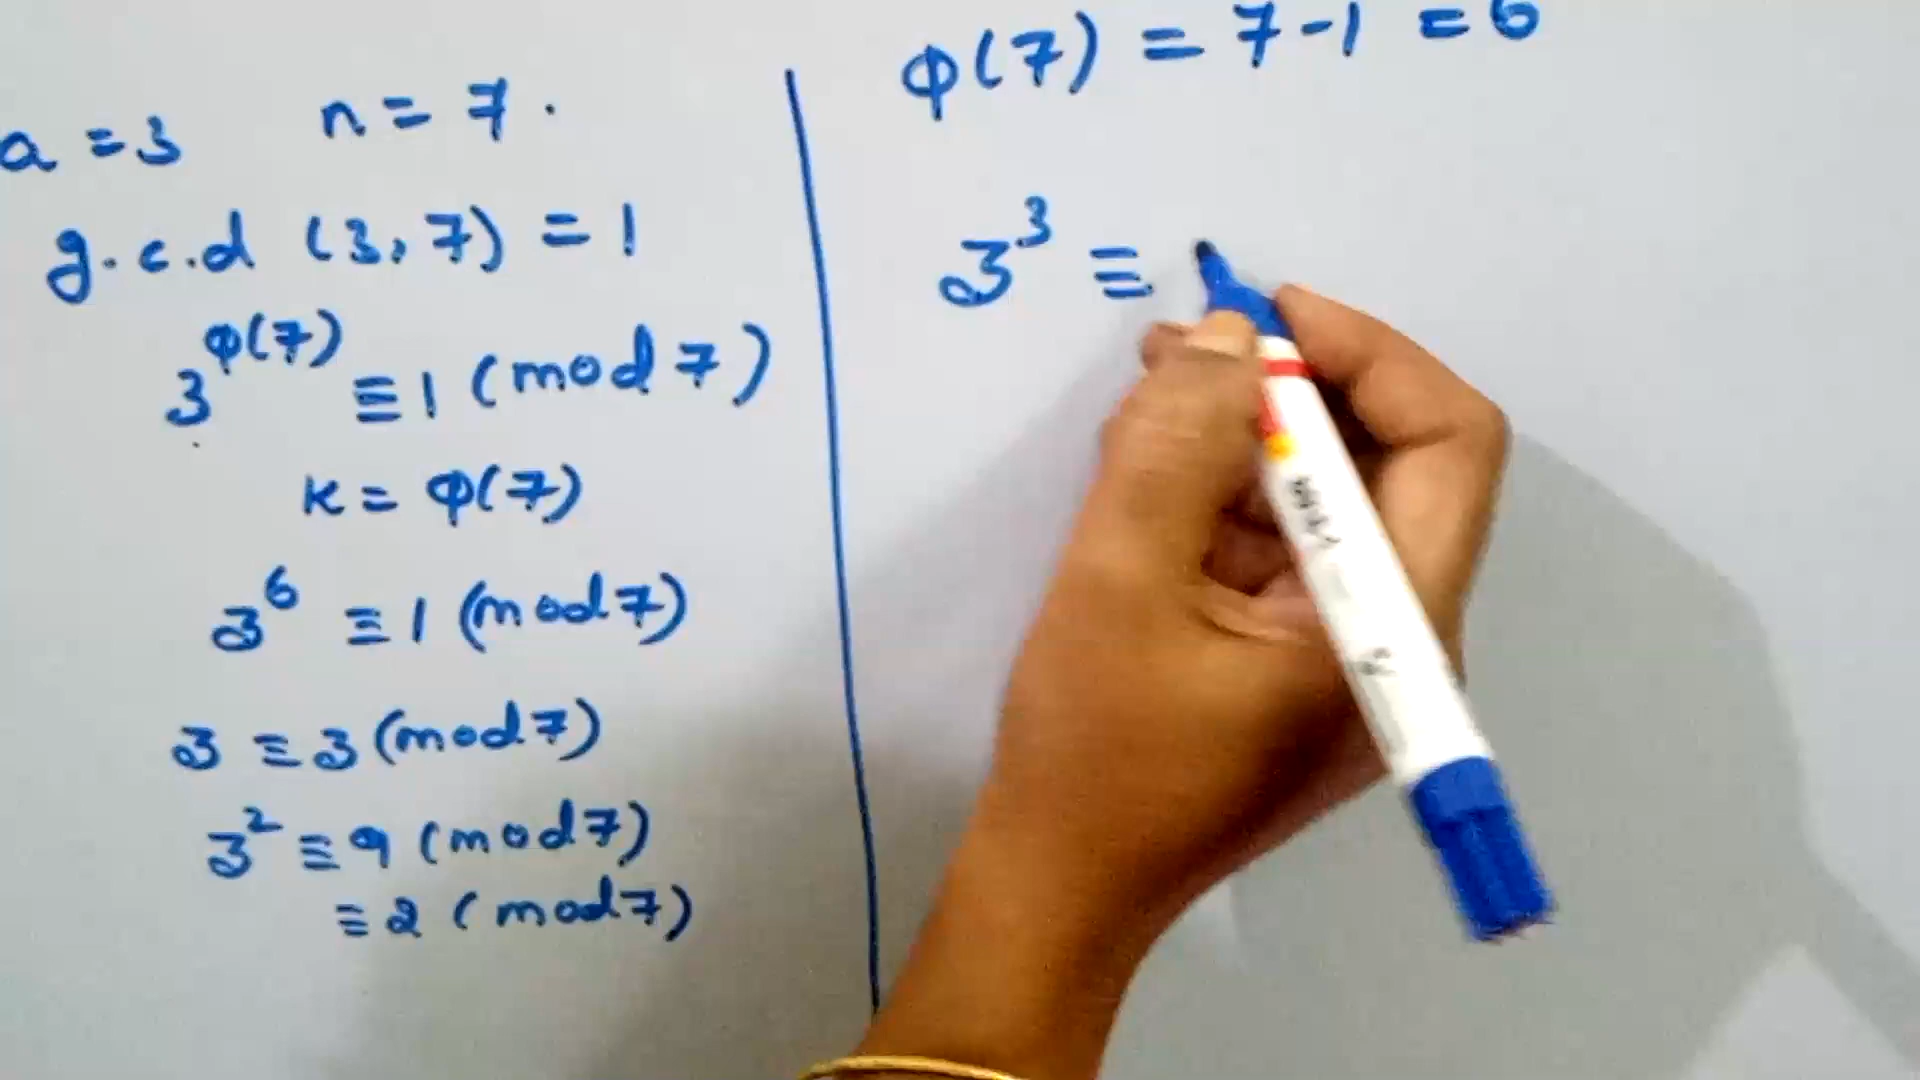 a = 3 n = 7.
g.c.d (3, 7) = 1
3^φ(7) ≡ 1 (mod 7)
k = φ(7)
3^6 ≡ 1 (mod 7)
3 ≡ 3 (mod 7)
3^2 ≡ 9 (mod 7)
≡ 2 (mod 7)
φ(7) = 7-1 = 6
3^3 ≡